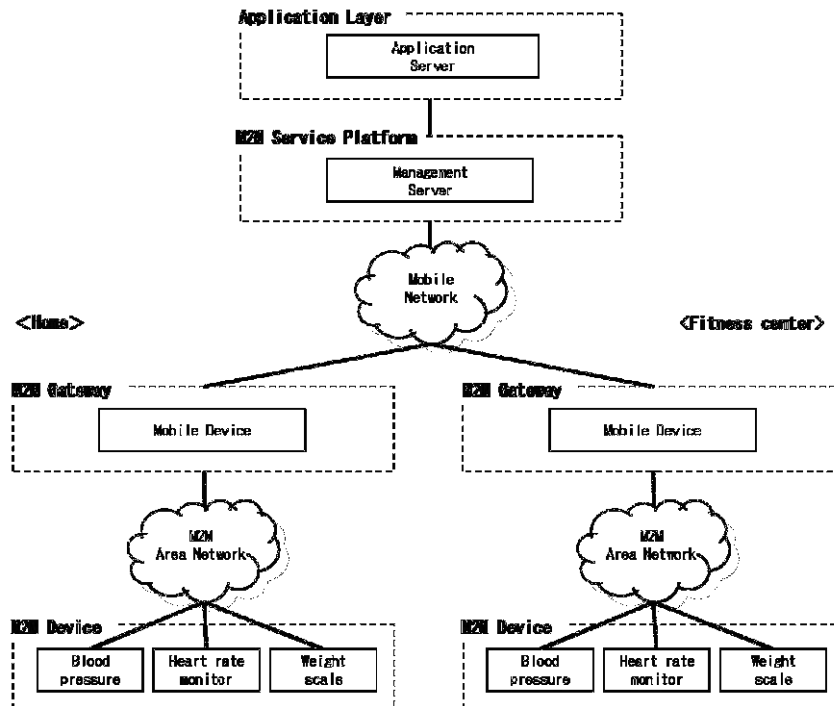 Application Layer
Application
Server
M2M Service Platform
Management
Server
Mobile
Network
<Home>
<Fitness center>
M2M Gateway
Mobile Device
M2M Gateway
Mobile Device
M2M
Area Network
M2M
Area Network
M2M Device
Blood
pressure
Heart rate
monitor
Weight
scale
M2M Device
Blood
pressure
Heart rate
monitor
Weight
scale